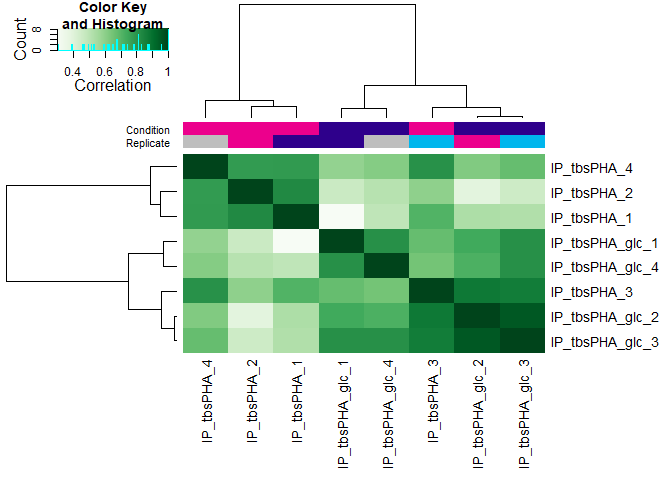 Color Key
and Histogram
Count
0
8
0.4
0.6
0.8
1
Correlation
Condition
Replicate
IP_tbsPHA_4
IP_tbsPHA_2
IP_tbsPHA_1
IP_tbsPHA_glc_1
IP_tbsPHA_glc_4
IP_tbsPHA_3
IP_tbsPHA_glc_2
IP_tbsPHA_glc_3
IP_tbsPHA_4
IP_tbsPHA_2
IP_tbsPHA_1
IP_tbsPHA_glc_1
IP_tbsPHA_glc_4
IP_tbsPHA_3
IP_tbsPHA_glc_2
IP_tbsPHA_glc_3